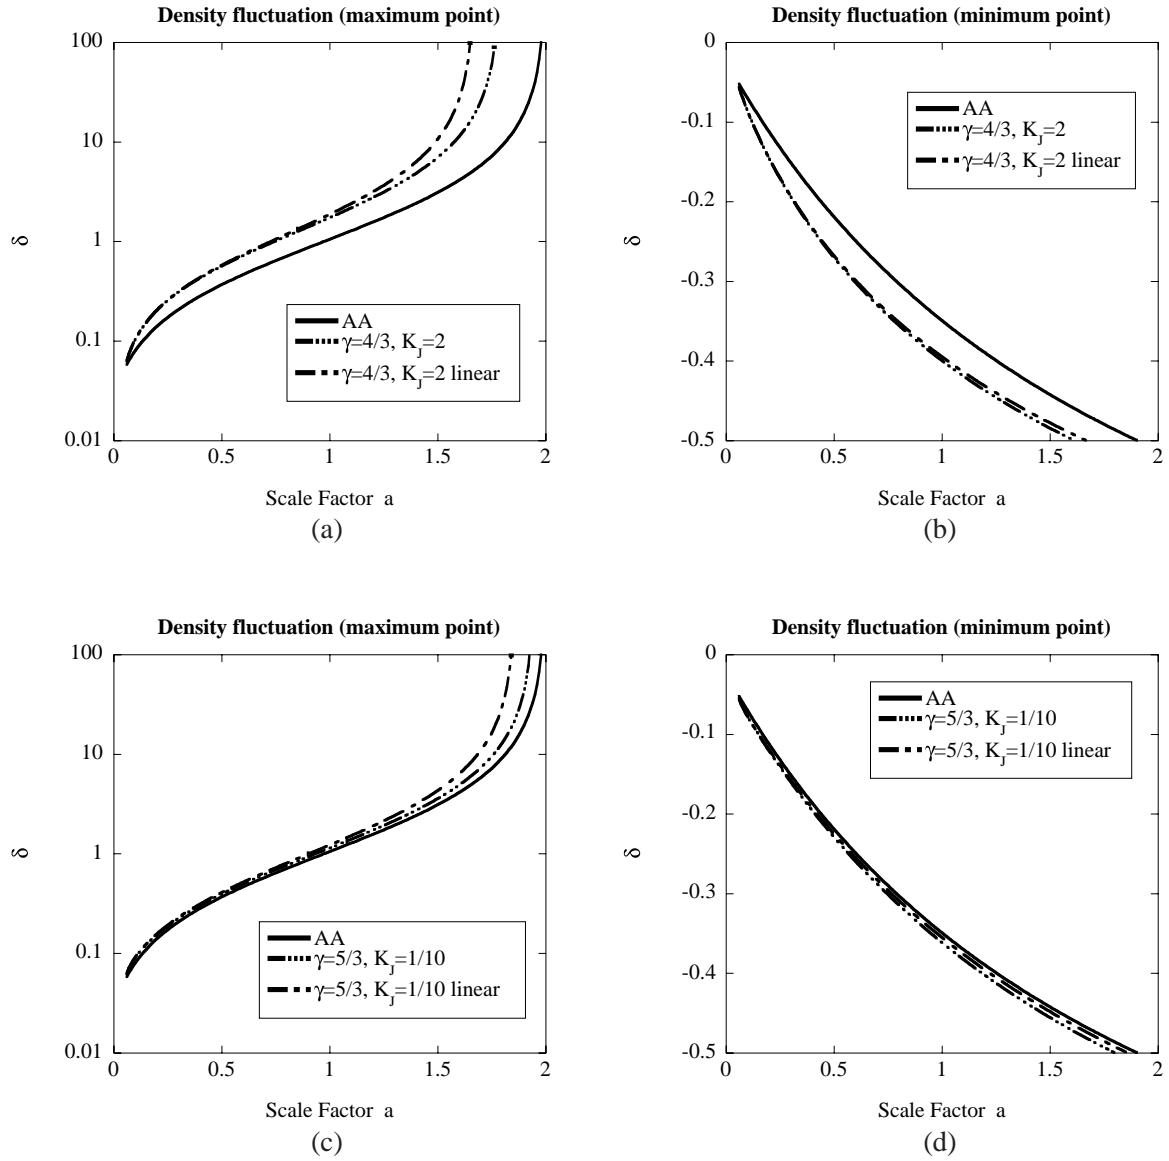 Density fluctuation (maximum point)
100
10
1
0.1
0.01
δ
AA
γ=4/3, K_J=2
γ=4/3, K_J=2 linear
0 0.5 1 1.5 2
Scale Factor a
(a)
Density fluctuation (minimum point)
0
-0.1
-0.2
-0.3
-0.4
-0.5
δ
AA
γ=4/3, K_J=2
γ=4/3, K_J=2 linear
0 0.5 1 1.5 2
Scale Factor a
(b)
Density fluctuation (maximum point)
100
10
1
0.1
0.01
δ
AA
γ=5/3, K_J=1/10
γ=5/3, K_J=1/10 linear
0 0.5 1 1.5 2
Scale Factor a
(c)
Density fluctuation (minimum point)
0
-0.1
-0.2
-0.3
-0.4
-0.5
δ
AA
γ=5/3, K_J=1/10
γ=5/3, K_J=1/10 linear
0 0.5 1 1.5 2
Scale Factor a
(d)